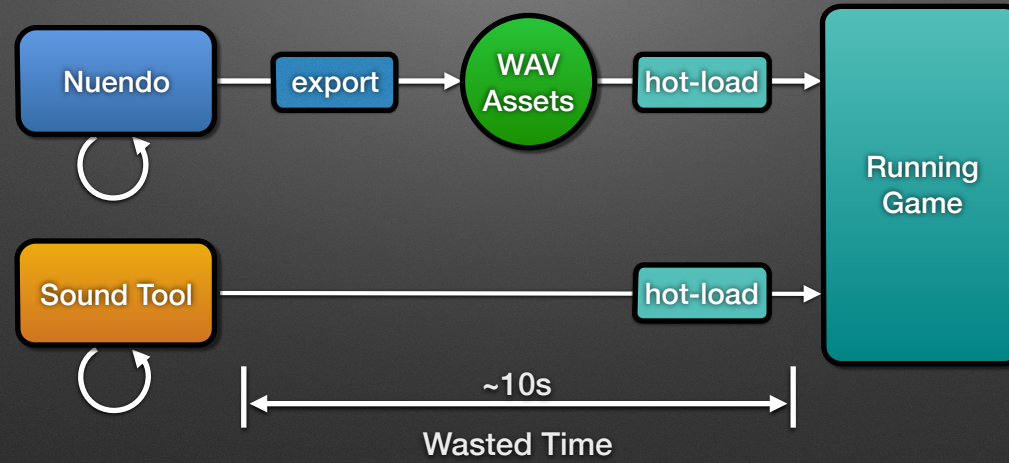 Nuendo
export
WAV
Assets
hot-load
Running
Game
Sound Tool
hot-load
~10s
Wasted Time